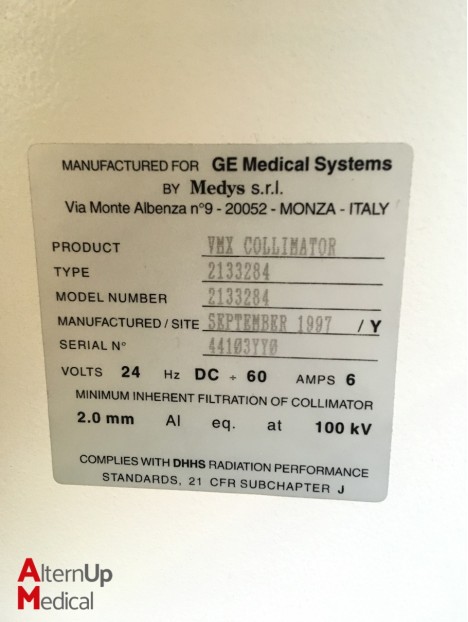 MANUFACTURED FOR GE Medical Systems
BY Medys s.r.l.
Via Monte Albenza n°9 - 20052 - MONZA - ITALY
PRODUCT VMX COLLIMATOR
TYPE 2133284
MODEL NUMBER 2133284
MANUFACTURED / SITE SEPTEMBER 1997 / Y
SERIAL N° 44103YY0
VOLTS 24 Hz DC ÷ 60 AMPS 6
MINIMUM INHERENT FILTRATION OF COLLIMATOR
2.0 mm Al eq. at 100 kV
COMPLIES WITH DHHS RADIATION PERFORMANCE
STANDARDS, 21 CFR SUBCHAPTER J
AlternUp
Medical